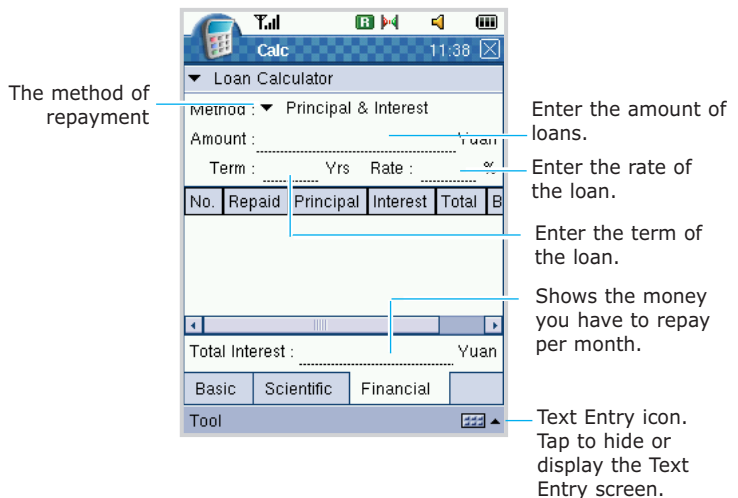 Calc 11:38
Loan Calculator
The method of
repayment
Method : Principal & Interest
Amount : Yuan
Enter the amount of
loans.
Term : Yrs Rate : %
Enter the rate of
the loan.
No. Repaid Principal Interest Total B
Enter the term of
the loan.
Shows the money
you have to repay
per month.
Total Interest : Yuan
Basic Scientific Financial
Tool
Text Entry icon.
Tap to hide or
display the Text
Entry screen.